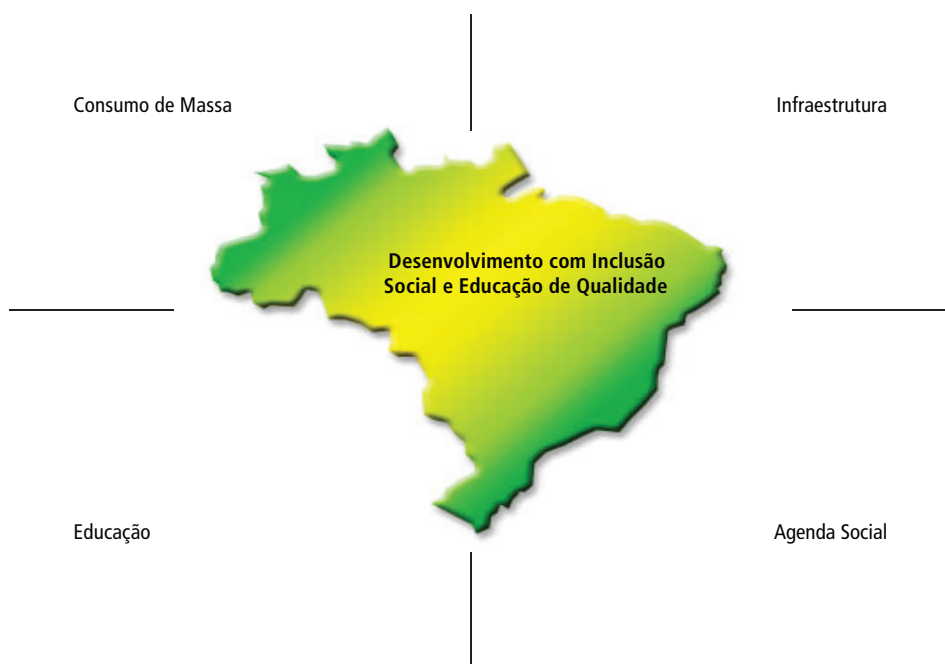 Consumo de Massa
Infraestrutura
Desenvolvimento com Inclusão
Social e Educação de Qualidade
Educação
Agenda Social